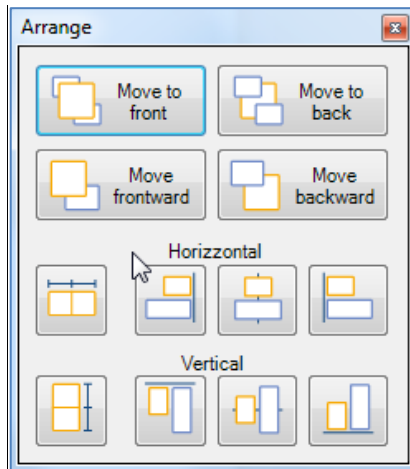 Arrange
Move to
front
Move to
back
Move
frontward
Move
backward
Horizzontal
Vertical